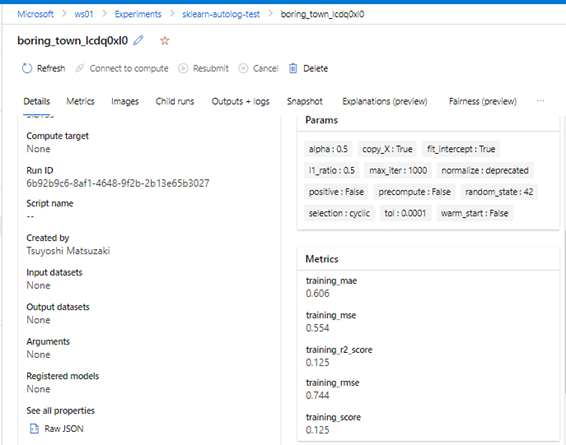 Microsoft > ws01 > Experiments > sklearn-autolog-test > boring_town_lcdq0xl0
boring_town_lcdq0xl0
Refresh Connect to compute Resubmit Cancel Delete
Details Metrics Images Child runs Outputs + logs Snapshot Explanations (preview) Fairness (preview) ...
Compute target
None
Run ID
6b92b9c6-8af1-4648-9f2b-2b13e65b3027
Script name
--
Created by
Tsuyoshi Matsuzaki
Input datasets
None
Output datasets
None
Arguments
None
Registered models
None
See all properties
Raw JSON
Params
alpha : 0.5 copy_X : True fit_intercept : True
l1_ratio : 0.5 max_iter : 1000 normalize : deprecated
positive : False precompute : False random_state : 42
selection : cyclic tol : 0.0001 warm_start : False
Metrics
training_mae
0.606
training_mse
0.554
training_r2_score
0.125
training_rmse
0.744
training_score
0.125